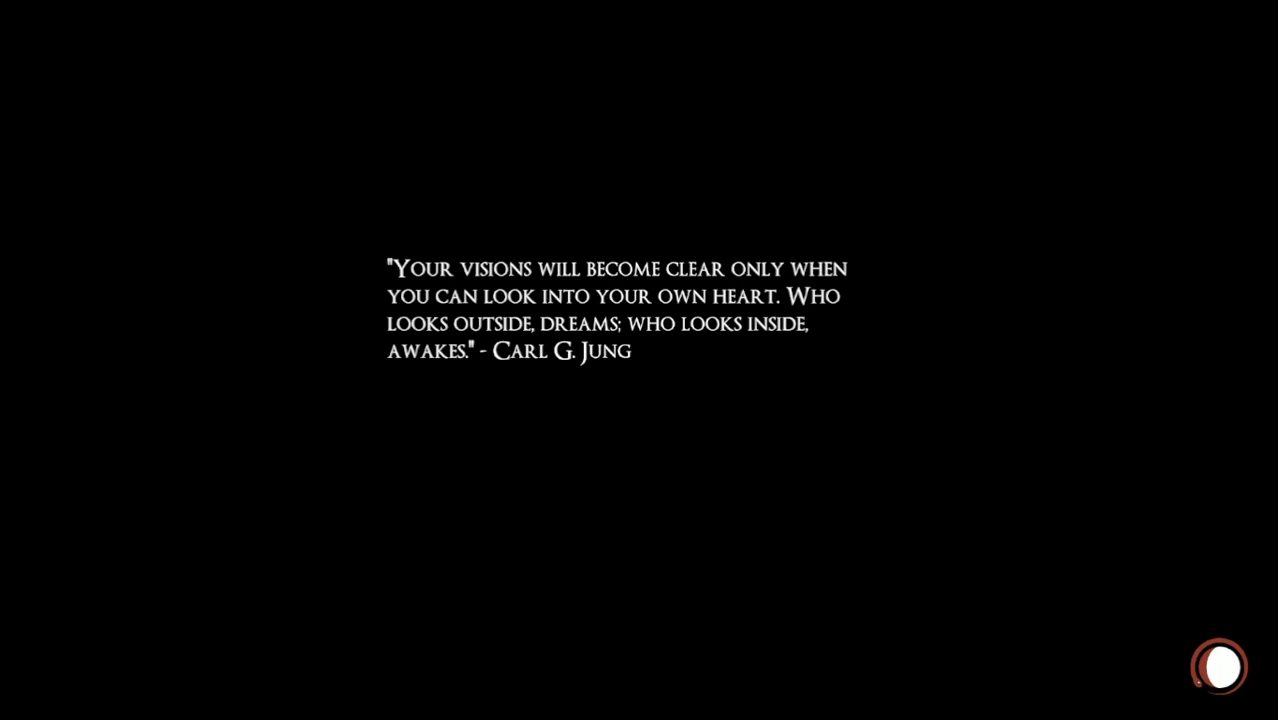 "Your visions will become clear only when
you can look into your own heart. Who
looks outside, dreams; who looks inside,
awakes." - Carl G. Jung